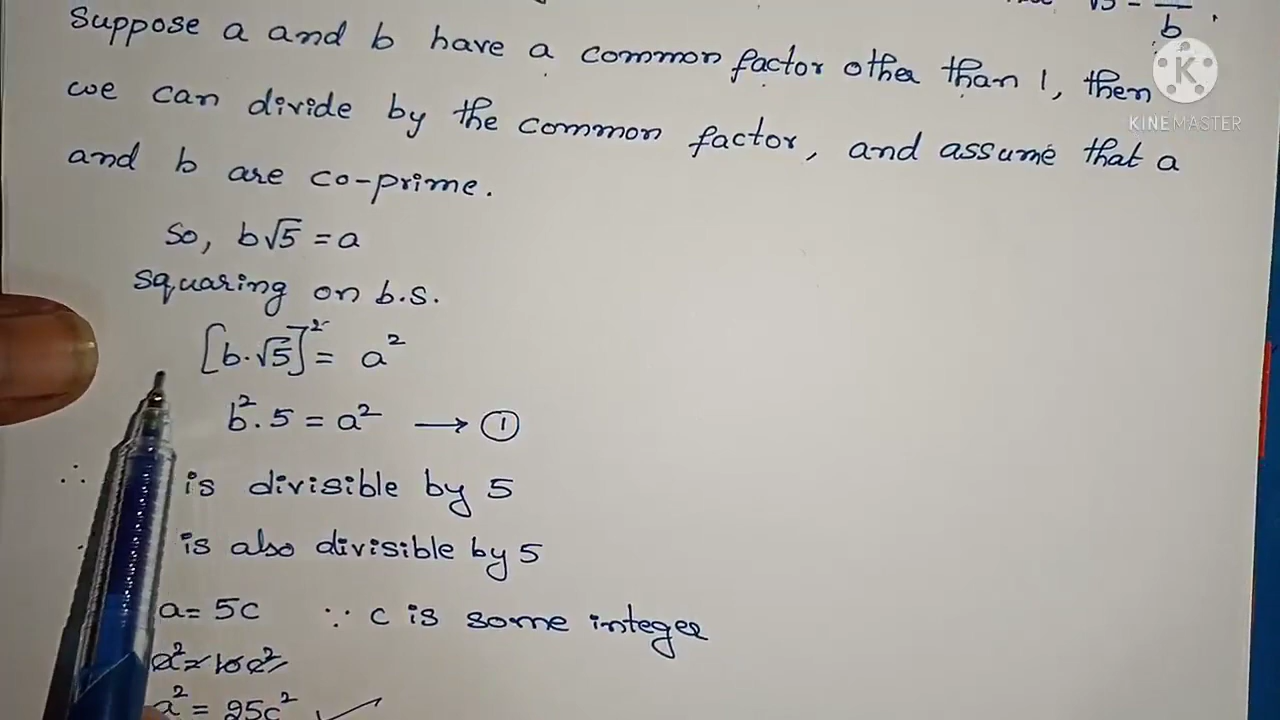 √5 = — b .
Suppose a and b have a common factor other than 1, then
we can divide by the common factor, and assume that a
and b are co-prime.
So, b√5 = a
Squaring on b.s.
[b.√5]² = a²
b².5 = a² → ①
∴ is divisible by 5
is also divisible by 5
a = 5c ∵ c is some integer
a² = 25c² ✓
K
KINEMASTER